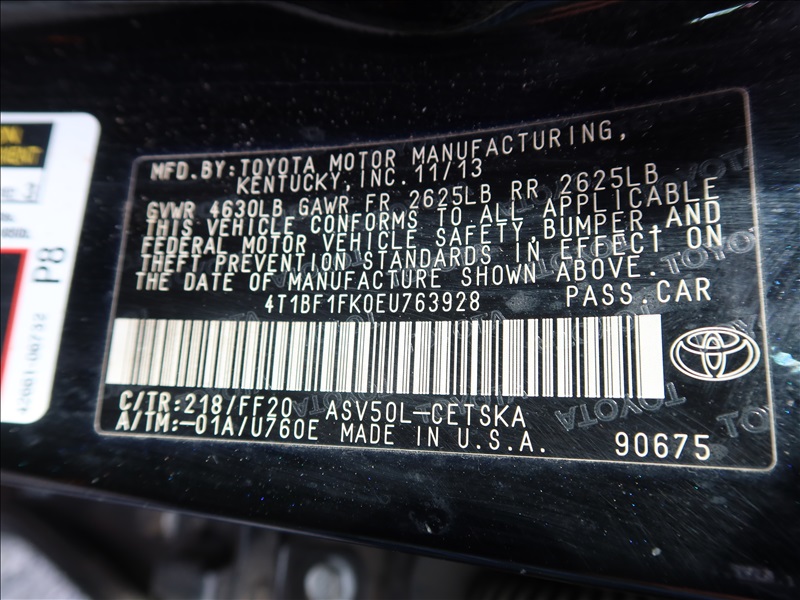 MFD.BY:TOYOTA MOTOR MANUFACTURING,
KENTUCKY,INC.11/13
GVWR 4630LB GAWR FR 2625LB RR 2625LB
THIS VEHICLE CONFORMS TO ALL APPLICABLE
FEDERAL MOTOR VEHICLE SAFETY,BUMPER,AND
THEFT PREVENTION STANDARDS IN EFFECT ON
THE DATE OF MANUFACTURE SHOWN ABOVE.
4T1BF1FK0EU763928 PASS.CAR
C/TR:218/FF20 ASV50L-CETSKA
A/TM:-01A/U760E MADE IN U.S.A. 90675
P8